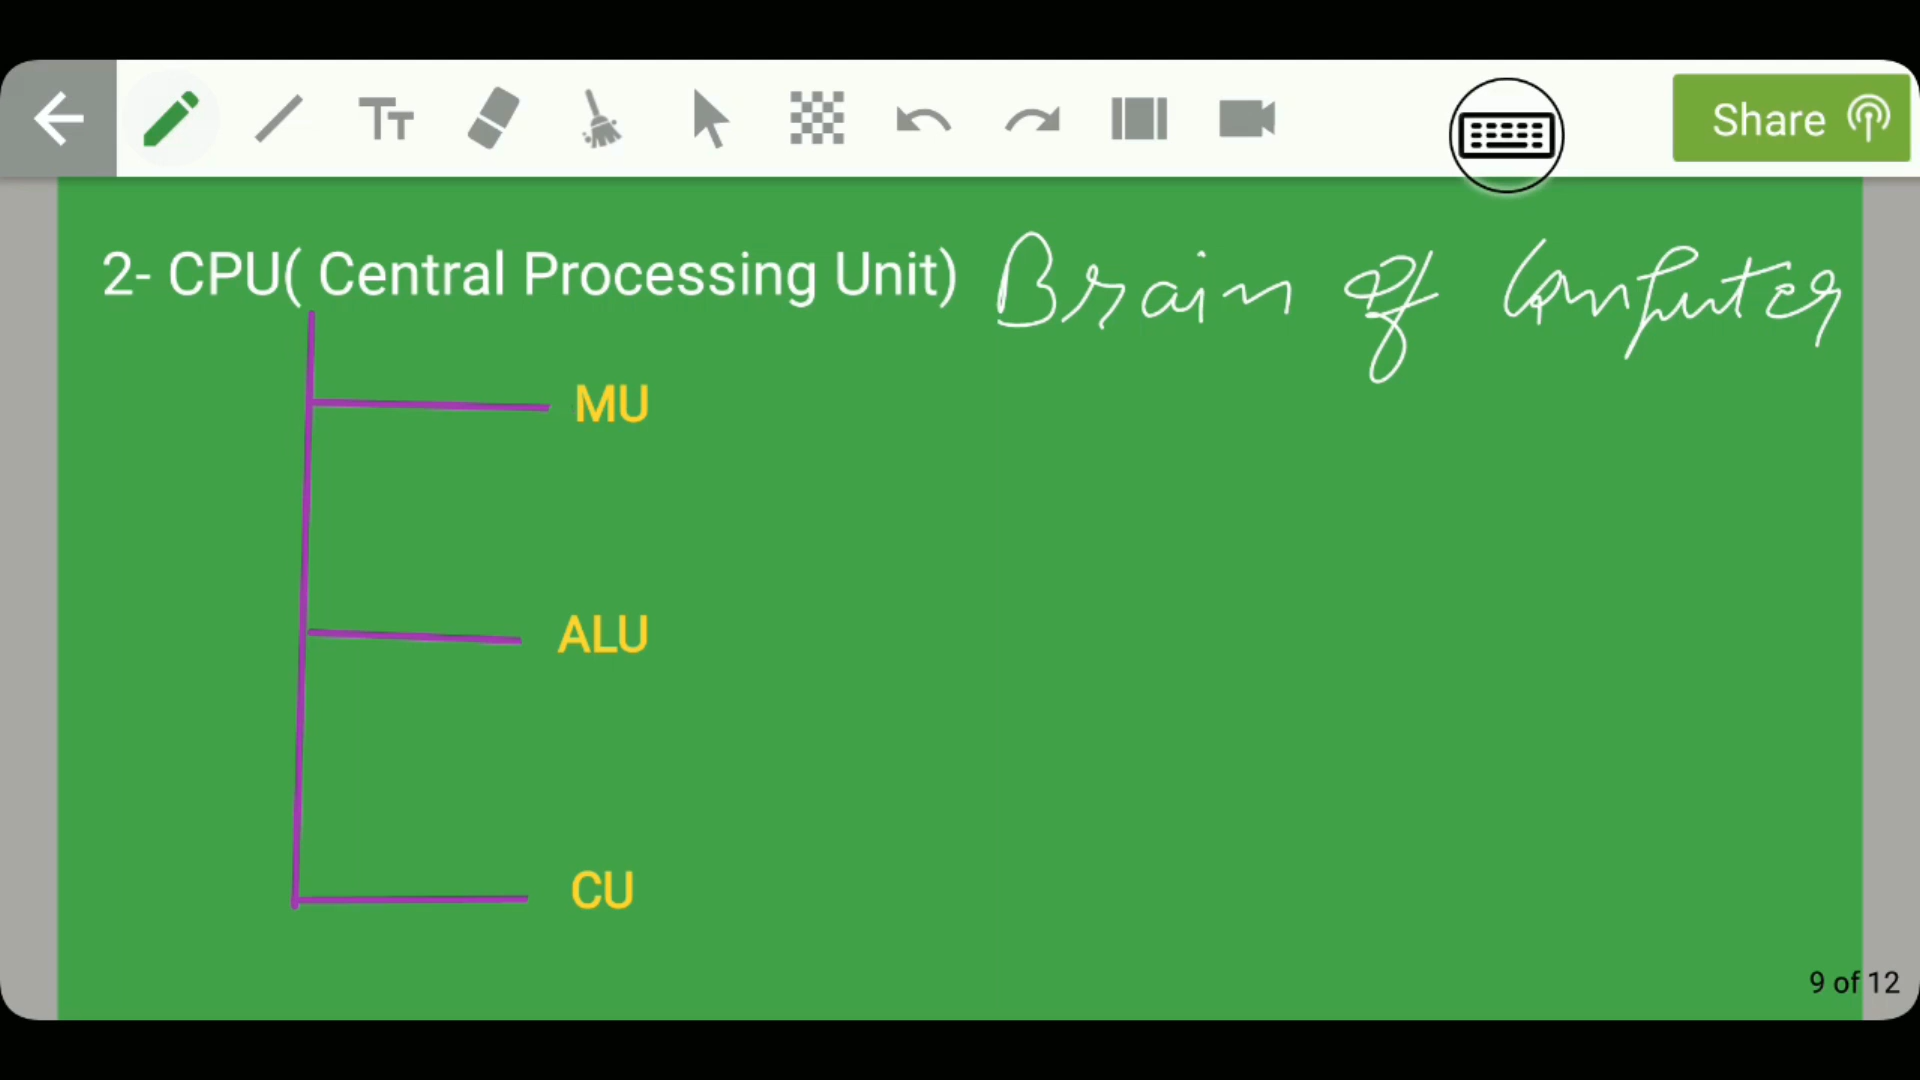 Share
2- CPU( Central Processing Unit) Brain of Computer
MU
ALU
CU
9 of 12